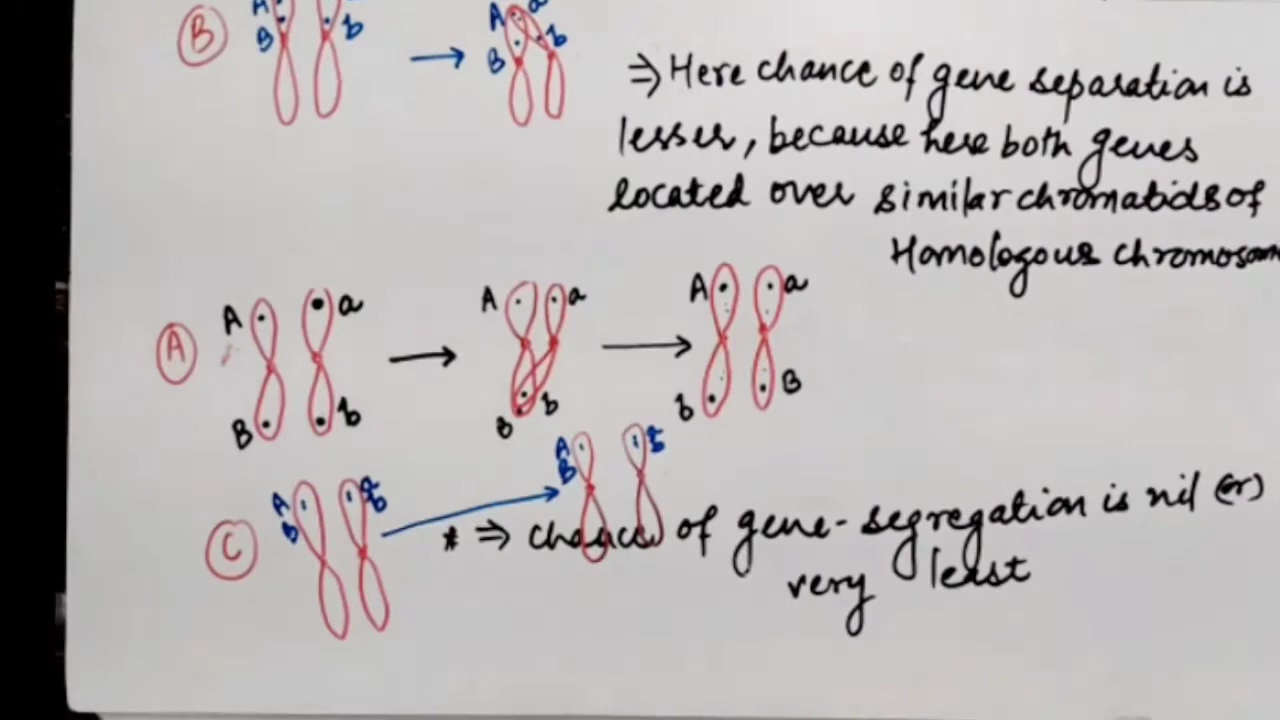 A a
B b
Ⓑ
A a
B b
⇒ Here chance of gene separation is
lesser, because here both genes
located over similar chromatids of
Homologous chromosom
Ⓐ
A a
B b
A a
B b
A a
b B
Ⓒ
A a
B b
A a
B b
* ⇒ chance of gene-segregation is nil (or)
very least